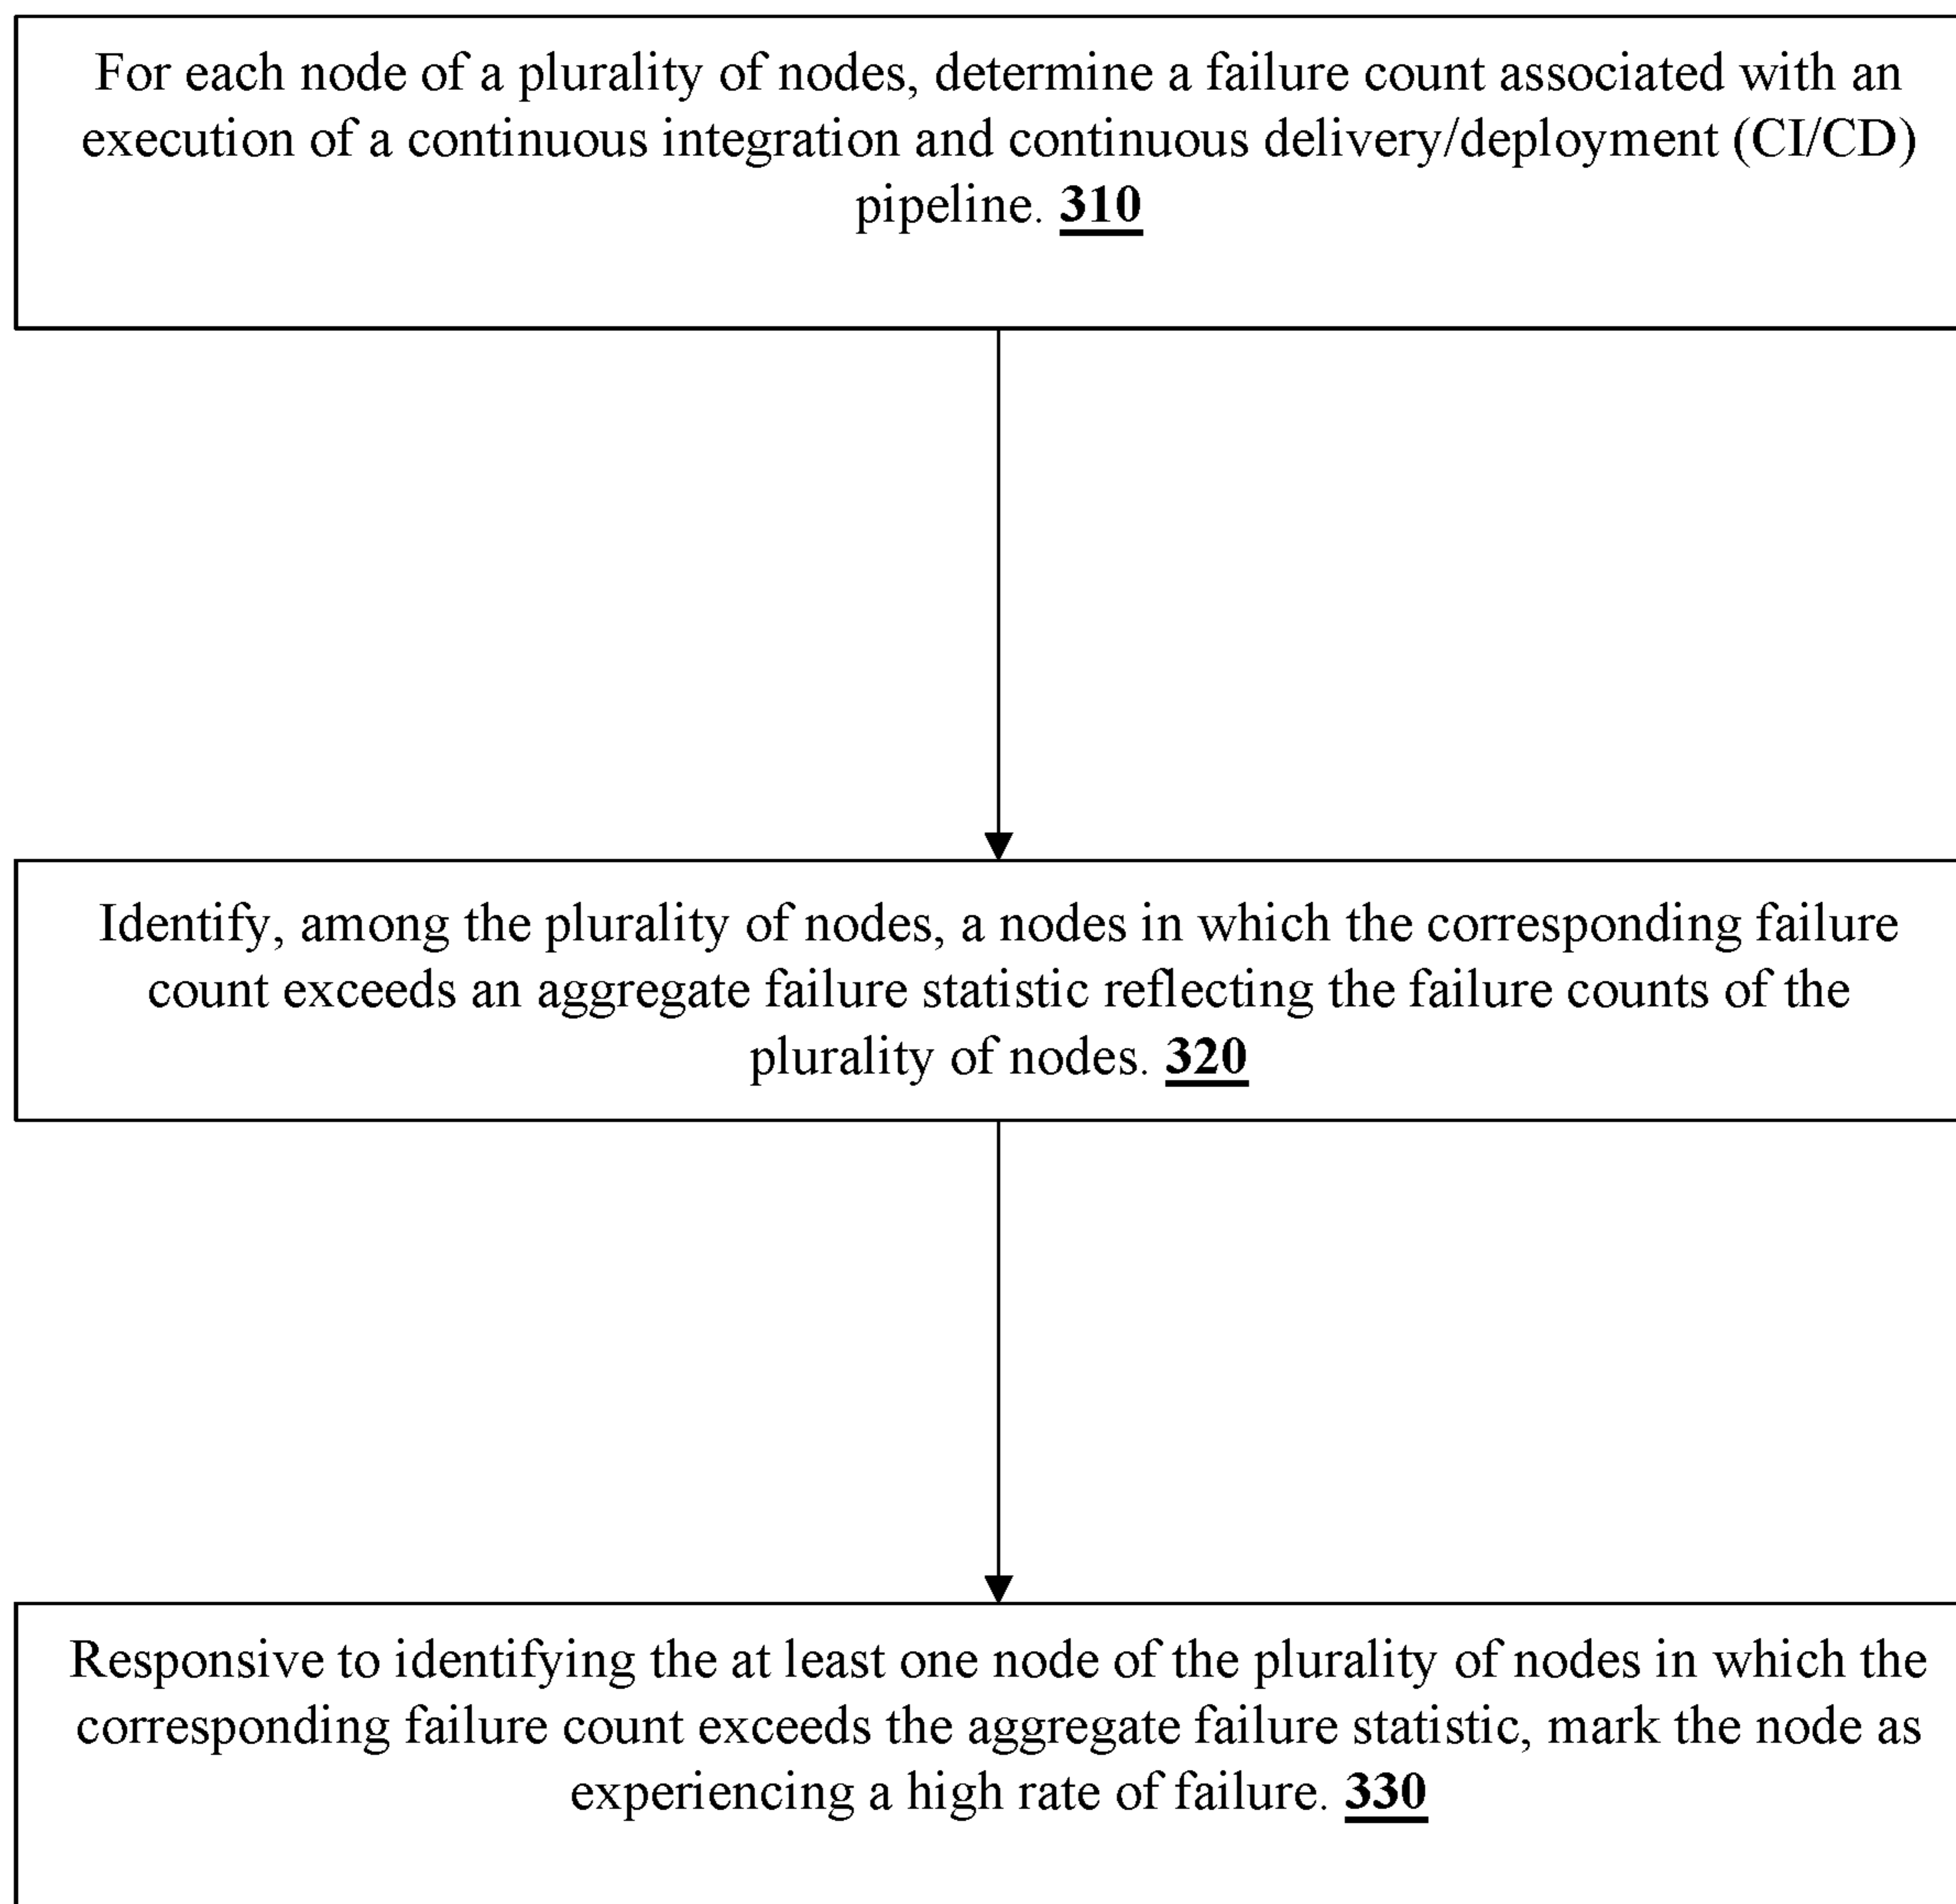 For each node of a plurality of nodes, determine a failure count associated with an
execution of a continuous integration and continuous delivery/deployment (CI/CD)
pipeline. 310
Identify, among the plurality of nodes, a nodes in which the corresponding failure
count exceeds an aggregate failure statistic reflecting the failure counts of the
plurality of nodes. 320
Responsive to identifying the at least one node of the plurality of nodes in which the
corresponding failure count exceeds the aggregate failure statistic, mark the node as
experiencing a high rate of failure. 330